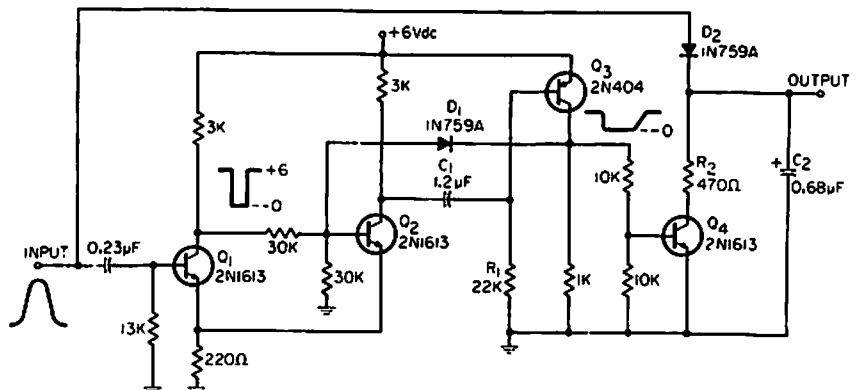 +6Vdc
D2
1N759A
Q3
2N404
OUTPUT
3K
3K
D1
1N759A
--0
+6
--0
C1
1.2μF
10K
R2
470Ω
+
C2
0.68μF
INPUT
0.23μF
Q1
2N1613
30K
Q2
2N1613
Q4
2N1613
30K
R1
22K
1K
10K
13K
220Ω